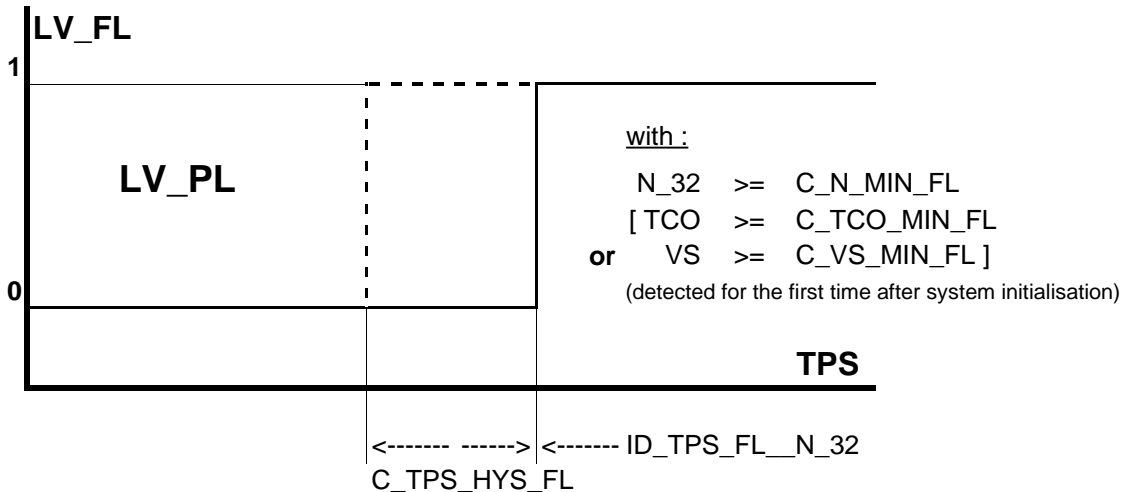 LV_FL
1
LV_PL
with :
N_32 >= C_N_MIN_FL
[ TCO >= C_TCO_MIN_FL
or VS >= C_VS_MIN_FL ]
(detected for the first time after system initialisation)
0
TPS
<------- ------> <------- ID_TPS_FL__N_32
C_TPS_HYS_FL